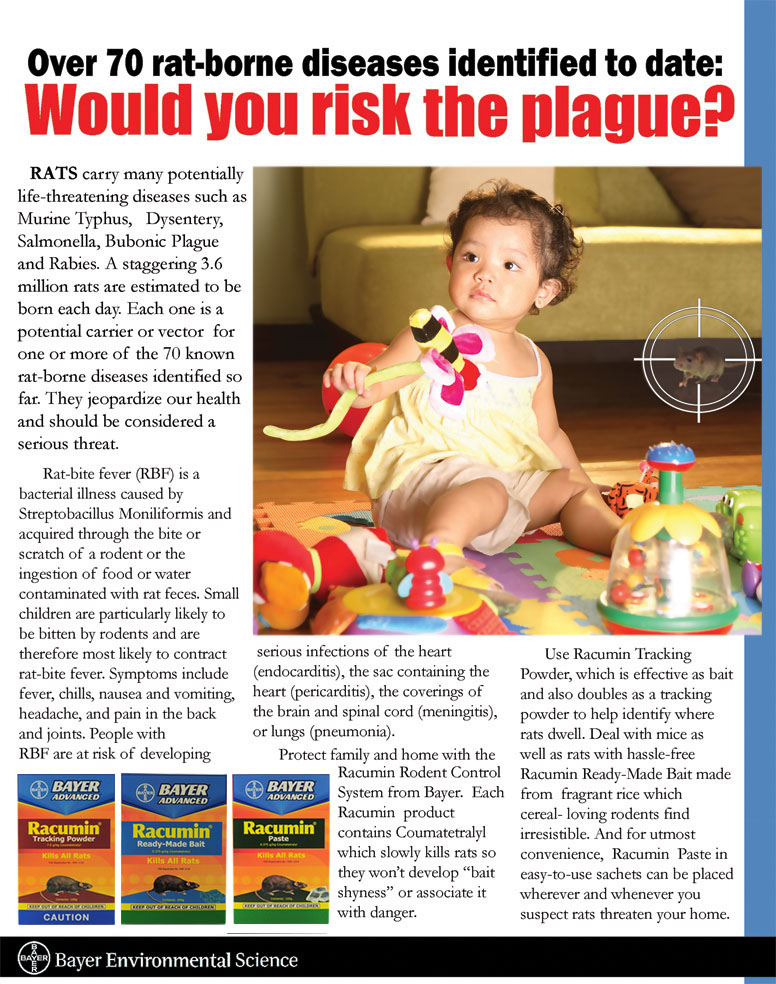 Over 70 rat-borne diseases identified to date:
Would you risk the plague?
RATS carry many potentially
life-threatening diseases such as
Murine Typhus, Dysentery,
Salmonella, Bubonic Plague
and Rabies. A staggering 3.6
million rats are estimated to be
born each day. Each one is a
potential carrier or vector for
one or more of the 70 known
rat-borne diseases identified so
far. They jeopardize our health
and should be considered a
serious threat.
Rat-bite fever (RBF) is a
bacterial illness caused by
Streptobacillus Moniliformis and
acquired through the bite or
scratch of a rodent or the
ingestion of food or water
contaminated with rat feces. Small
children are particularly likely to
be bitten by rodents and are
therefore most likely to contract
rat-bite fever. Symptoms include
fever, chills, nausea and vomiting,
headache, and pain in the back
and joints. People with
RBF are at risk of developing
serious infections of the heart
(endocarditis), the sac containing the
heart (pericarditis), the coverings of
the brain and spinal cord (meningitis),
or lungs (pneumonia).
Protect family and home with the
Racumin Rodent Control
System from Bayer. Each
Racumin product
contains Coumatetralyl
which slowly kills rats so
they won't develop “bait
shyness” or associate it
with danger.
Use Racumin Tracking
Powder, which is effective as bait
and also doubles as a tracking
powder to help identify where
rats dwell. Deal with mice as
well as rats with hassle-free
Racumin Ready-Made Bait made
from fragrant rice which
cereal- loving rodents find
irresistible. And for utmost
convenience, Racumin Paste in
easy-to-use sachets can be placed
wherever and whenever you
suspect rats threaten your home.
BAYER
ADVANCED
Racumin®
Tracking Powder
Kills All Rats
KEEP OUT OF REACH OF CHILDREN
CAUTION
BAYER
ADVANCED
Racumin®
Ready-Made Bait
Kills All Rats
KEEP OUT OF REACH OF CHILDREN
BAYER
ADVANCED
Racumin®
Paste
Kills All Rats
KEEP OUT OF REACH OF CHILDREN
BAYER
BAYER
Bayer Environmental Science